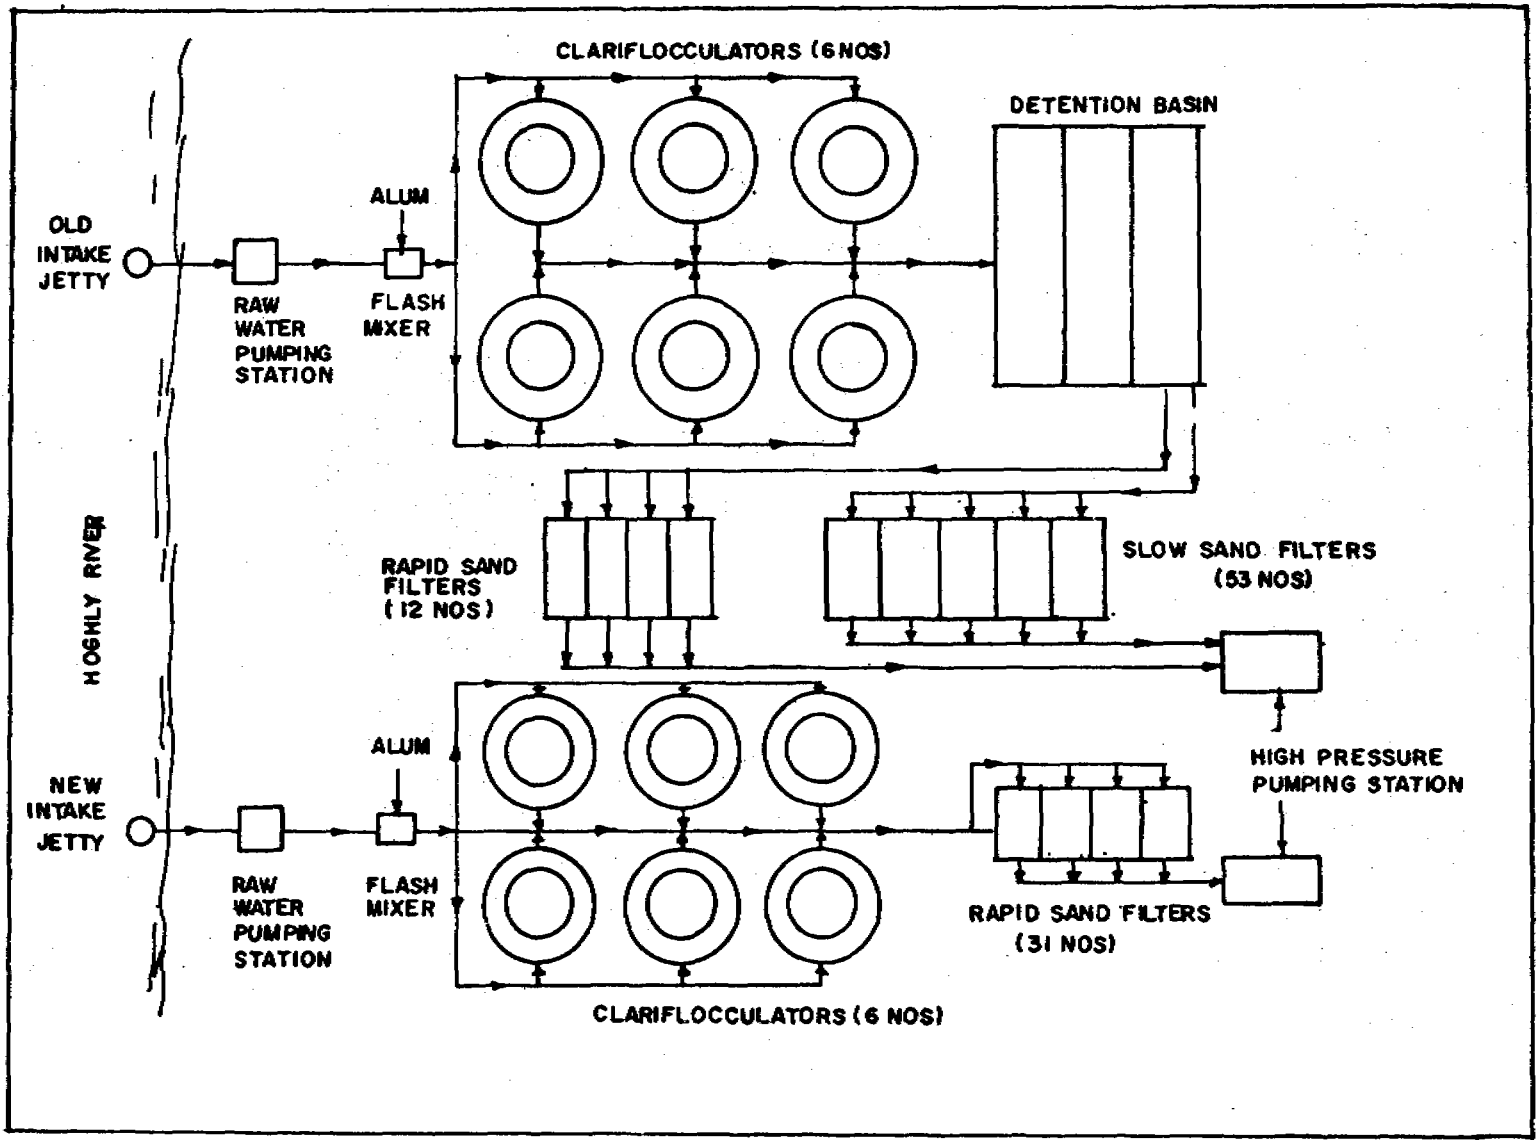 CLARIFLOCCULATORS (6 NOS)
DETENTION BASIN
ALUM
OLD
INTAKE
JETTY
RAW
WATER
PUMPING
STATION
FLASH
MIXER
HOGHLY RIVER
RAPID SAND
FILTERS
(12 NOS)
SLOW SAND FILTERS
(53 NOS)
HIGH PRESSURE
PUMPING STATION
ALUM
NEW
INTAKE
JETTY
RAW
WATER
PUMPING
STATION
FLASH
MIXER
RAPID SAND FILTERS
(31 NOS)
CLARIFLOCCULATORS (6 NOS)